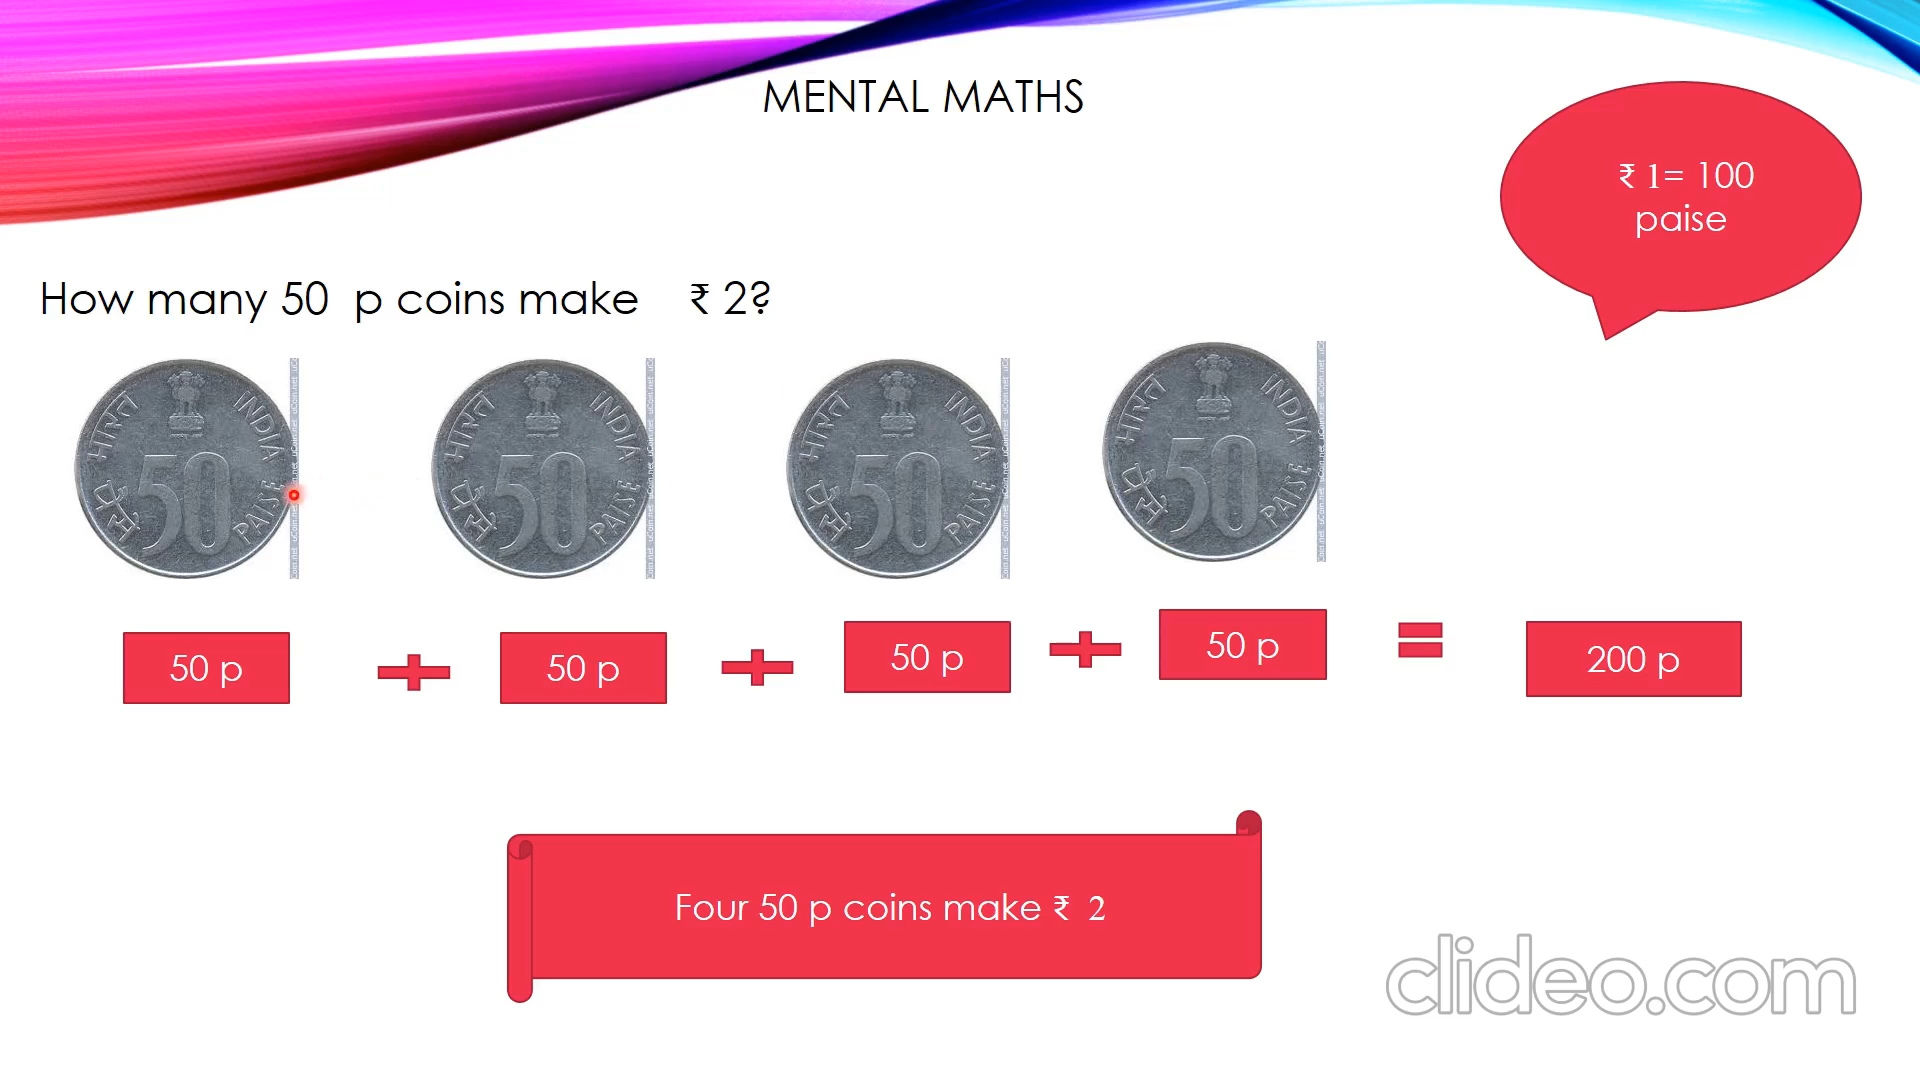 MENTAL MATHS
₹ 1= 100
paise
How many 50 p coins make ₹ 2?
भारत INDIA
50
पैसे PAISE
भारत INDIA
50
पैसे PAISE
भारत INDIA
50
पैसे PAISE
भारत INDIA
50
पैसे PAISE
50 p
50 p
50 p
50 p
200 p
Four 50 p coins make ₹ 2
clideo.com